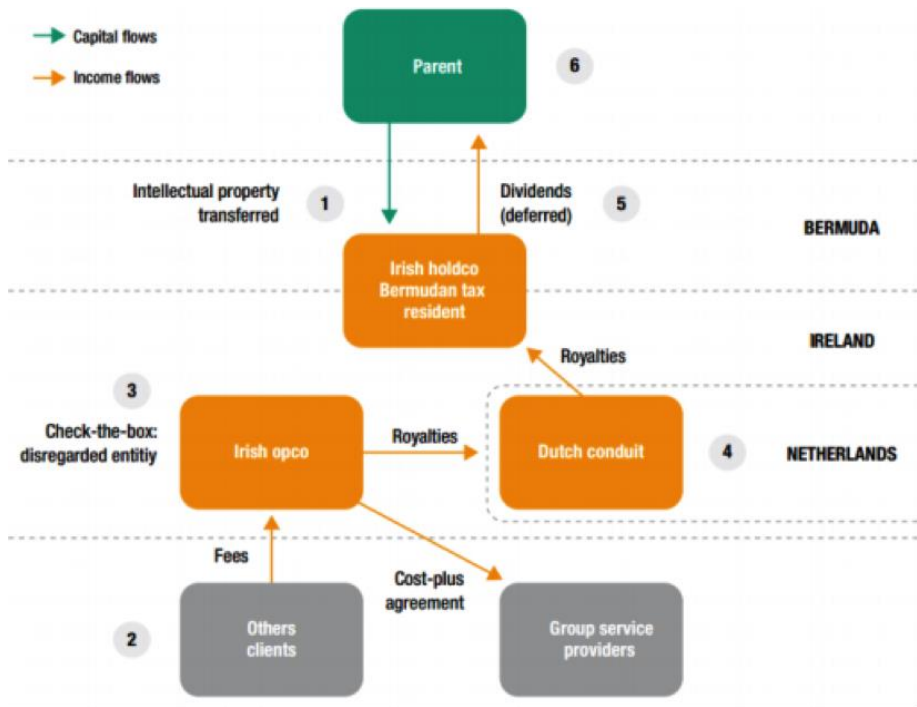 Capital flows
Income flows
Parent
6
Intellectual property
transferred
1
Dividends
(deferred)
5
BERMUDA
Irish holdco
Bermudan tax
resident
IRELAND
Royalties
3
Check-the-box:
disregarded entitiy
Irish opco
Royalties
Dutch conduit
4
NETHERLANDS
Fees
Cost-plus
agreement
2
Others
clients
Group service
providers